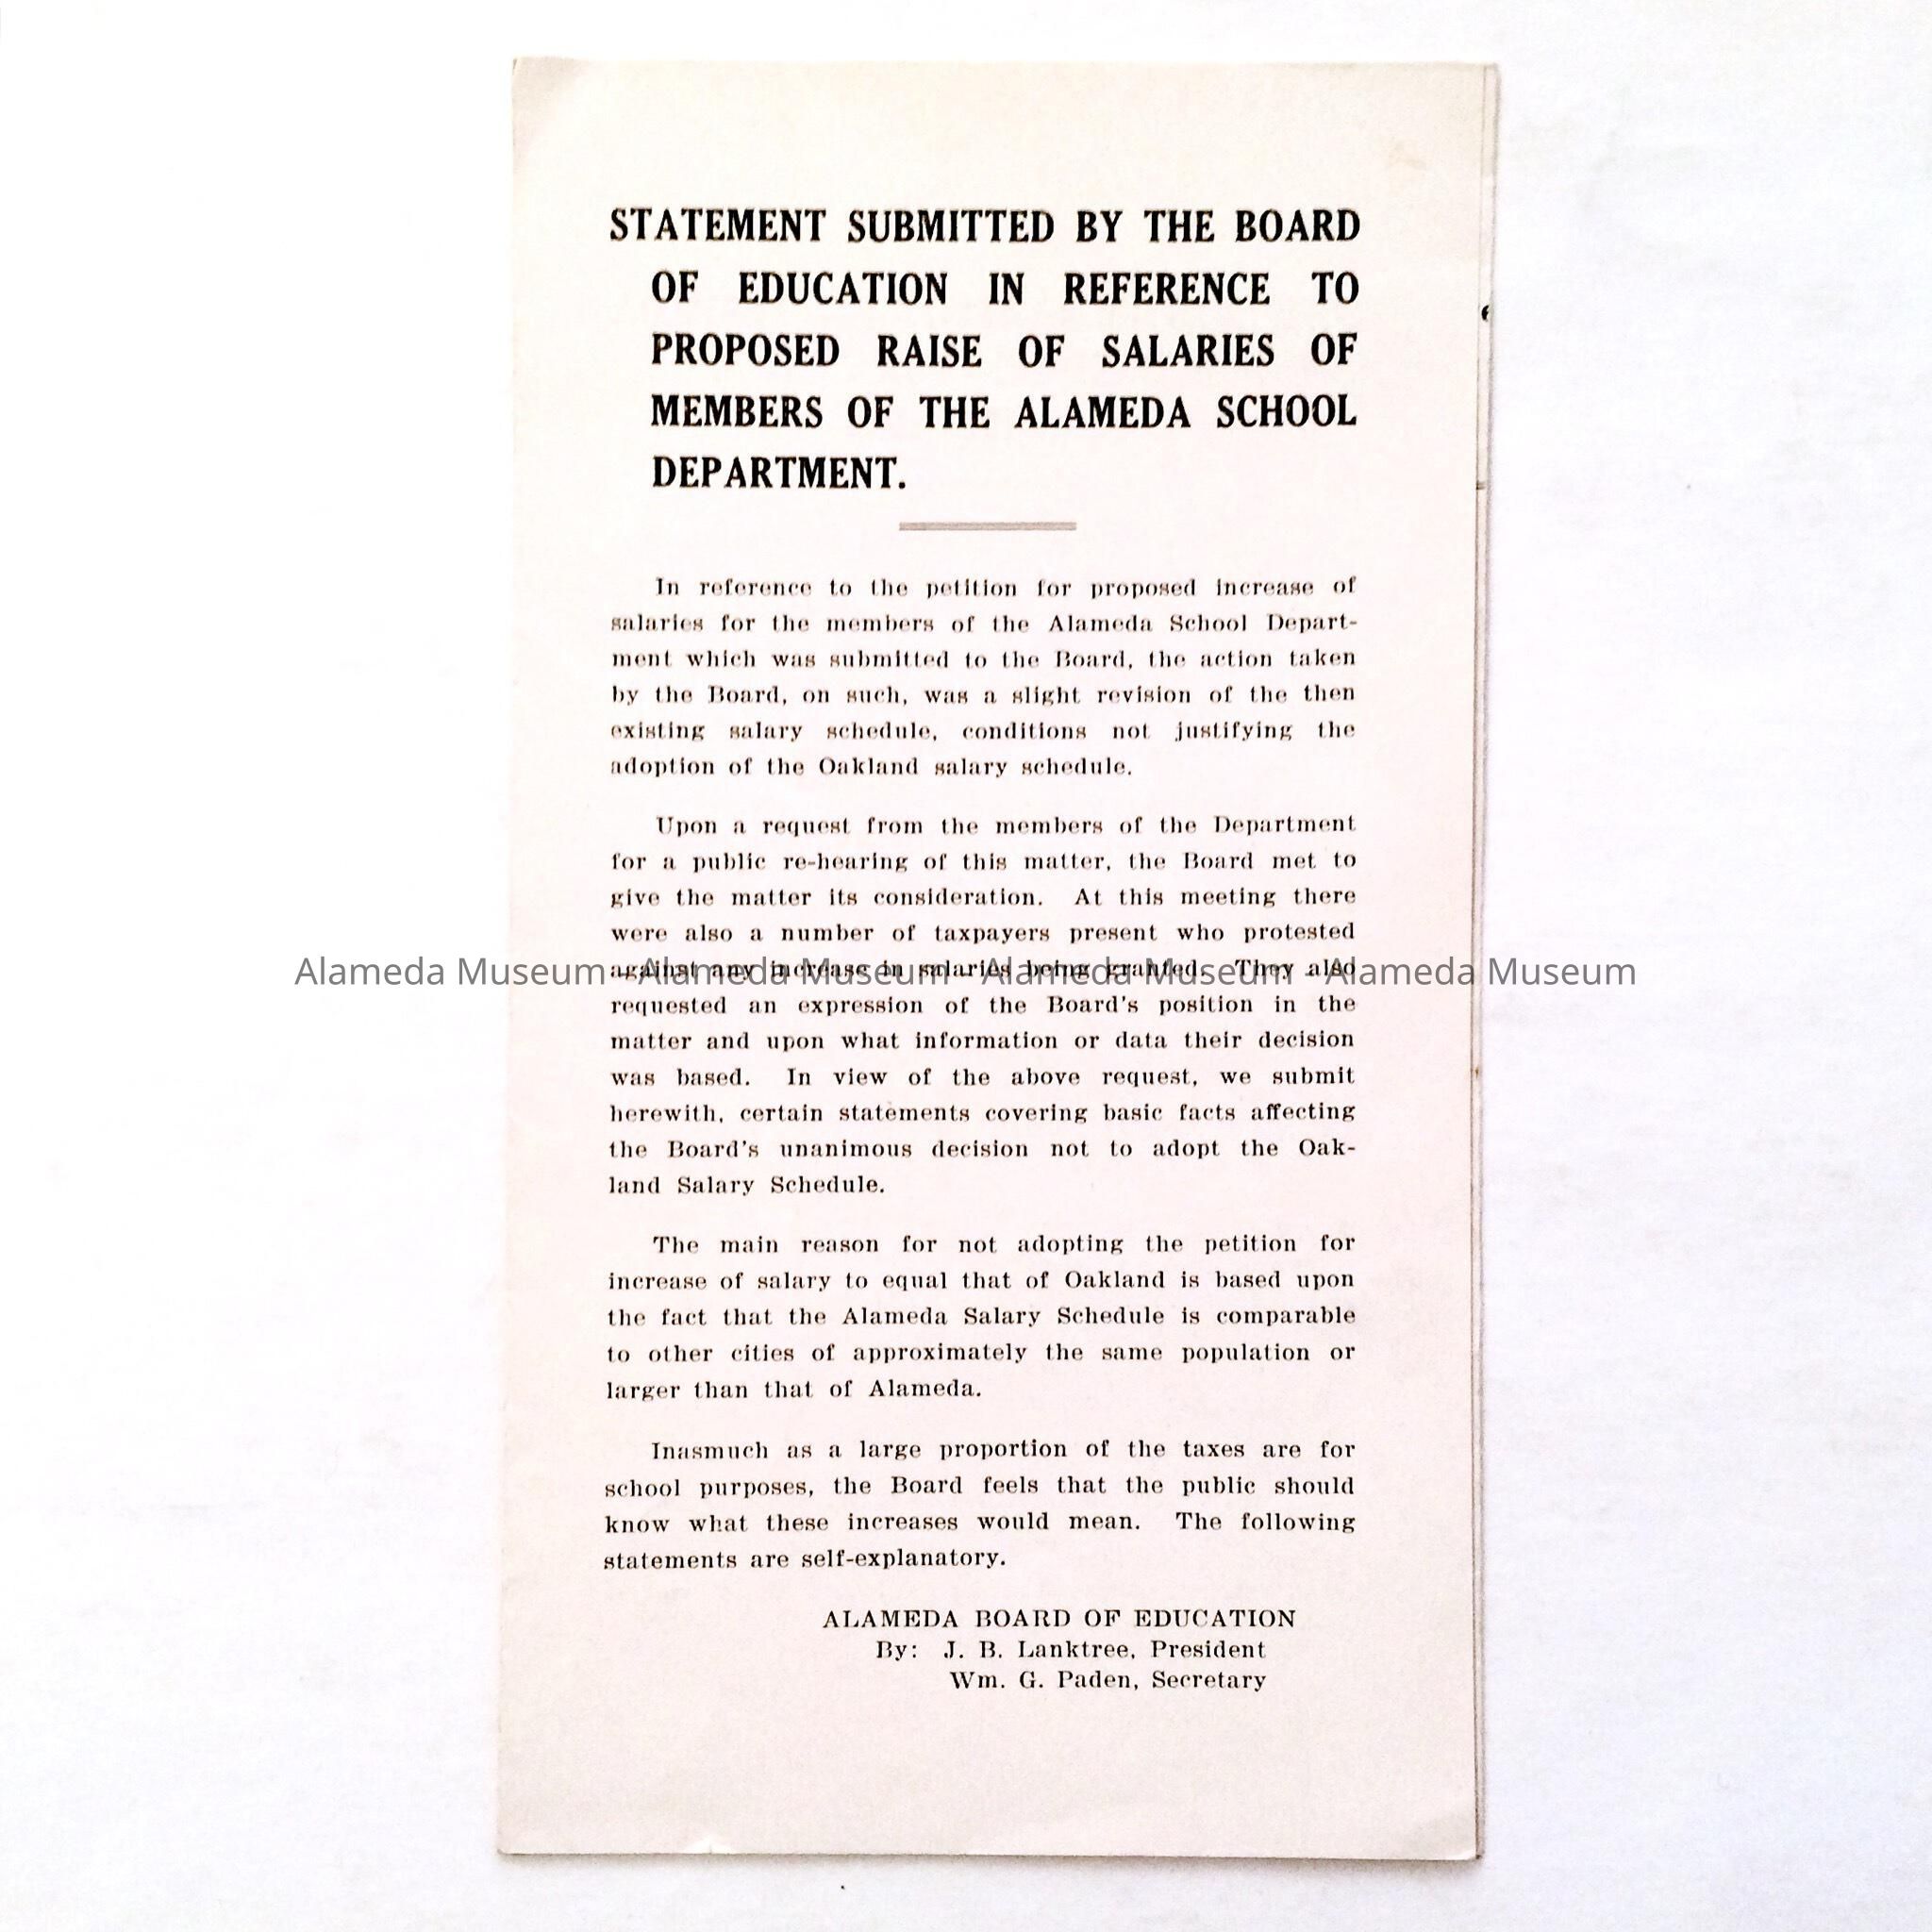 STATEMENT SUBMITTED BY THE BOARD
OF EDUCATION IN REFERENCE TO
PROPOSED RAISE OF SALARIES OF
MEMBERS OF THE ALAMEDA SCHOOL
DEPARTMENT.
In reference to the petition for proposed increase of
salaries for the members of the Alameda School Depart-
ment which was submitted to the Board, the action taken
by the Board, on such, was a slight revision of the then
existing salary schedule, conditions not justifying the
adoption of the Oakland salary schedule.
Upon a request from the members of the Department
for a public re-hearing of this matter, the Board met to
give the matter its consideration. At this meeting there
were also a number of taxpayers present who protested
against any increase in salaries being granted. They also
Alameda Museum - Alameda Museum - Alameda Museum - Alameda Museum
requested an expression of the Board's position in the
matter and upon what information or data their decision
was based. In view of the above request, we submit
herewith, certain statements covering basic facts affecting
the Board's unanimous decision not to adopt the Oak-
land Salary Schedule.
The main reason for not adopting the petition for
increase of salary to equal that of Oakland is based upon
the fact that the Alameda Salary Schedule is comparable
to other cities of approximately the same population or
larger than that of Alameda.
Inasmuch as a large proportion of the taxes are for
school purposes, the Board feels that the public should
know what these increases would mean. The following
statements are self-explanatory.
ALAMEDA BOARD OF EDUCATION
By: J. B. Lanktree, President
Wm. G. Paden, Secretary